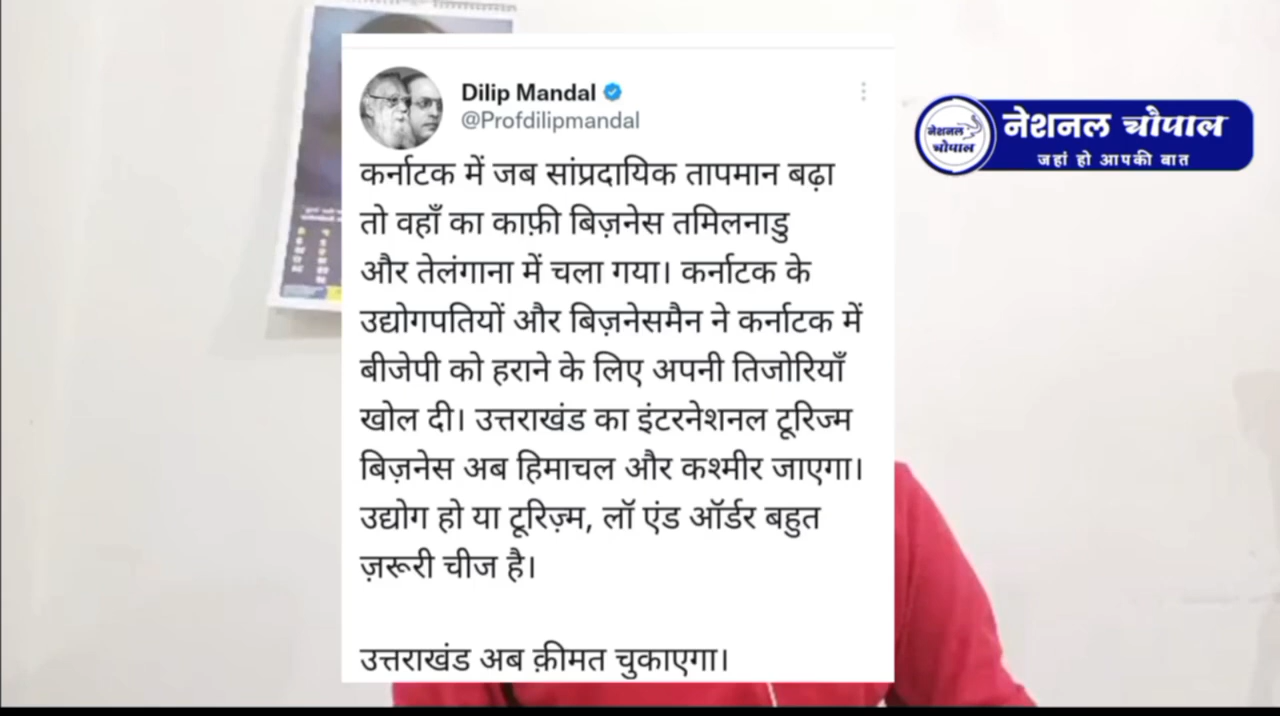 Dilip Mandal
@Profdilipmandal
कर्नाटक में जब सांप्रदायिक तापमान बढ़ा
तो वहाँ का काफ़ी बिज़नेस तमिलनाडु
और तेलंगाना में चला गया। कर्नाटक के
उद्योगपतियों और बिज़नेसमैन ने कर्नाटक में
बीजेपी को हराने के लिए अपनी तिजोरियाँ
खोल दी। उत्तराखंड का इंटरनेशनल टूरिज्म
बिज़नेस अब हिमाचल और कश्मीर जाएगा।
उद्योग हो या टूरिज़्म, लॉ एंड ऑर्डर बहुत
ज़रूरी चीज है।
उत्तराखंड अब क़ीमत चुकाएगा।
नेशनल
चौपाल
नेशनल चौपाल
जहां हो आपकी बात